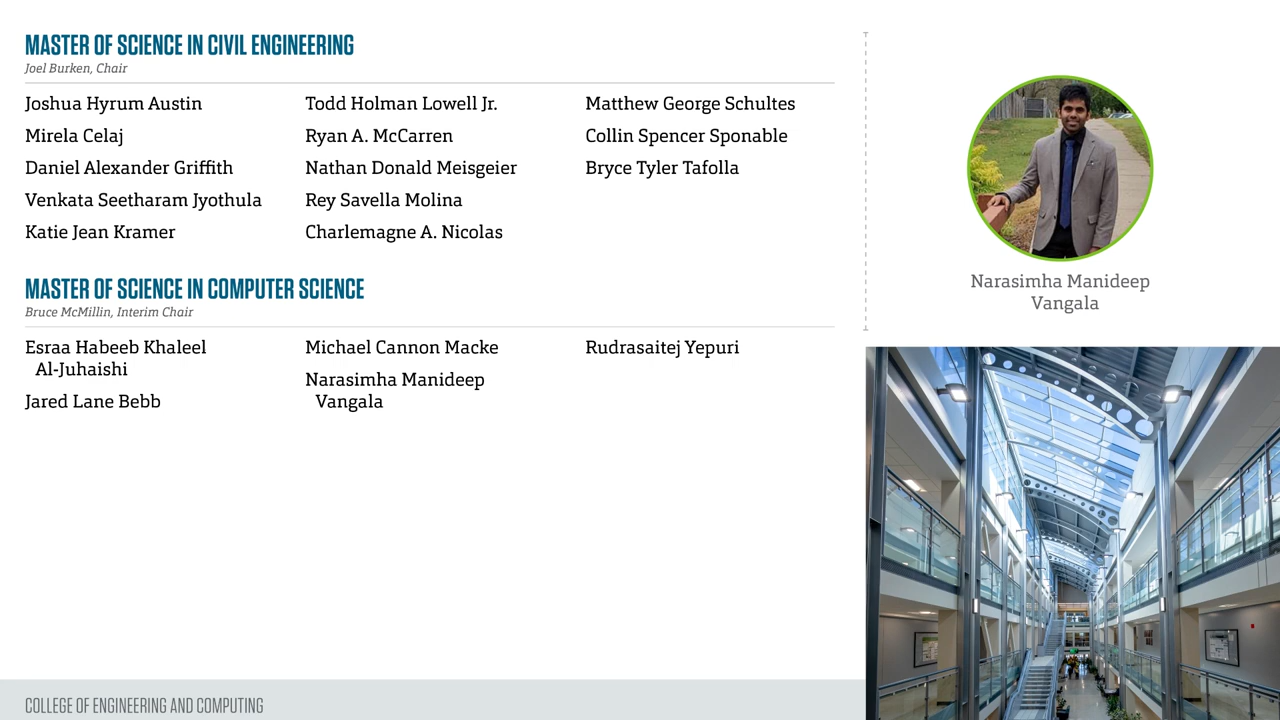 MASTER OF SCIENCE IN CIVIL ENGINEERING
Joel Burken, Chair
Joshua Hyrum Austin
Mirela Celaj
Daniel Alexander Griffith
Venkata Seetharam Jyothula
Katie Jean Kramer
Todd Holman Lowell Jr.
Ryan A. McCarren
Nathan Donald Meisgeier
Rey Savella Molina
Charlemagne A. Nicolas
Matthew George Schultes
Collin Spencer Sponable
Bryce Tyler Tafolla
MASTER OF SCIENCE IN COMPUTER SCIENCE
Bruce McMillin, Interim Chair
Esraa Habeeb Khaleel
Al-Juhaishi
Jared Lane Bebb
Michael Cannon Macke
Narasimha Manideep
Vangala
Rudrasaitej Yepuri
Narasimha Manideep
Vangala
COLLEGE OF ENGINEERING AND COMPUTING